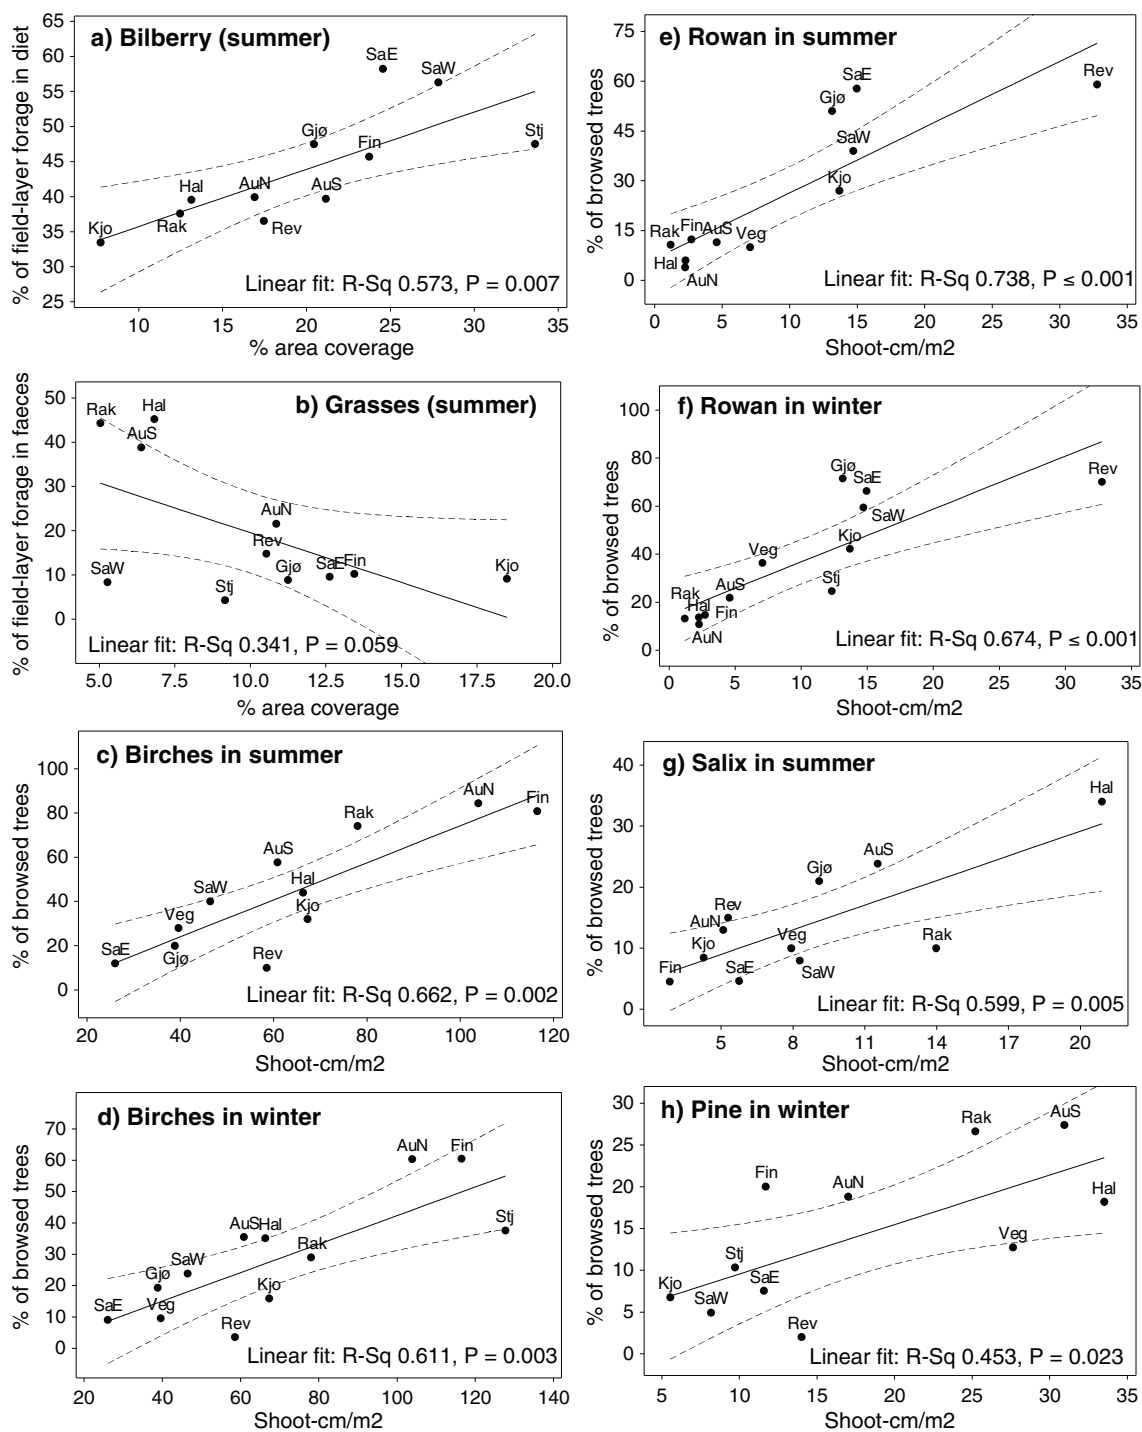 a) Bilberry (summer)
% of field-layer forage in diet
65
60
55
50
45
40
35
30
25
SaE
SaW
Gjø
Fin
Stj
Hal
AuN
AuS
Rak
Rev
Kjo
Linear fit: R-Sq 0.573, P = 0.007
10 15 20 25 30 35
% area coverage
b) Grasses (summer)
% of field-layer forage in faeces
50
40
30
20
10
0
Rak
Hal
AuS
AuN
Rev
SaW
Gjø
SaE
Fin
Kjo
Stj
Linear fit: R-Sq 0.341, P = 0.059
5.0 7.5 10.0 12.5 15.0 17.5 20.0
% area coverage
c) Birches in summer
% of browsed trees
100
80
60
40
20
0
AuN
Fin
Rak
AuS
Hal
SaW
Kjo
Veg
SaE
Gjø
Rev
Linear fit: R-Sq 0.662, P = 0.002
20 40 60 80 100 120
Shoot-cm/m2
d) Birches in winter
% of browsed trees
70
60
50
40
30
20
10
0
AuN
Fin
Stj
AuS
Hal
Rak
SaW
Gjø
Kjo
SaE
Veg
Rev
Linear fit: R-Sq 0.611, P = 0.003
20 40 60 80 100 120 140
Shoot-cm/m2
e) Rowan in summer
% of browsed trees
75
60
45
30
15
0
SaE
Rev
Gjø
SaW
Kjo
Rak
Fin
AuS
Veg
Hal
AuN
Linear fit: R-Sq 0.738, P ≤ 0.001
0 5 10 15 20 25 30 35
Shoot-cm/m2
f) Rowan in winter
% of browsed trees
100
80
60
40
20
0
Gjø
SaE
Rev
SaW
Kjo
Veg
Stj
AuS
Rak
Hal
Fin
AuN
Linear fit: R-Sq 0.674, P ≤ 0.001
0 5 10 15 20 25 30 35
Shoot-cm/m2
g) Salix in summer
% of browsed trees
40
30
20
10
0
Hal
AuS
Gjø
Rev
AuN
Veg
Rak
Kjo
SaW
Fin
SaE
Linear fit: R-Sq 0.599, P = 0.005
5 8 11 14 17 20
Shoot-cm/m2
h) Pine in winter
% of browsed trees
30
25
20
15
10
5
0
Rak
AuS
Fin
AuN
Hal
Veg
Stj
Kjo
SaE
SaW
Rev
Linear fit: R-Sq 0.453, P = 0.023
5 10 15 20 25 30 35
Shoot-cm/m2